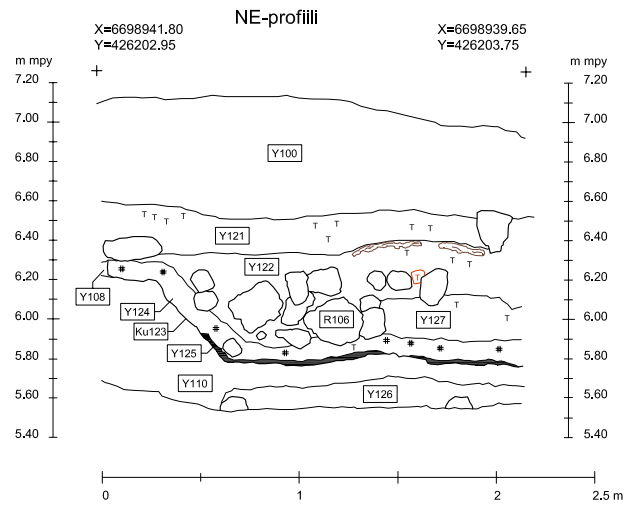 NE-profiili
X=6698941.80
Y=426202.95
X=6698939.65
Y=426203.75
m mpy
m mpy
7.20
7.20
7.00
7.00
6.80
6.80
6.60
6.60
6.40
6.40
6.20
6.20
6.00
6.00
5.80
5.80
5.60
5.60
5.40
5.40
Y100
T T T T
T T T
T T
Y121
T T T
Y122
Y108
# #
T
Y124
Ku123
R106
Y127
T T
#
Y125
#
T
# # # #
Y110
Y126
0
1
2
2.5 m